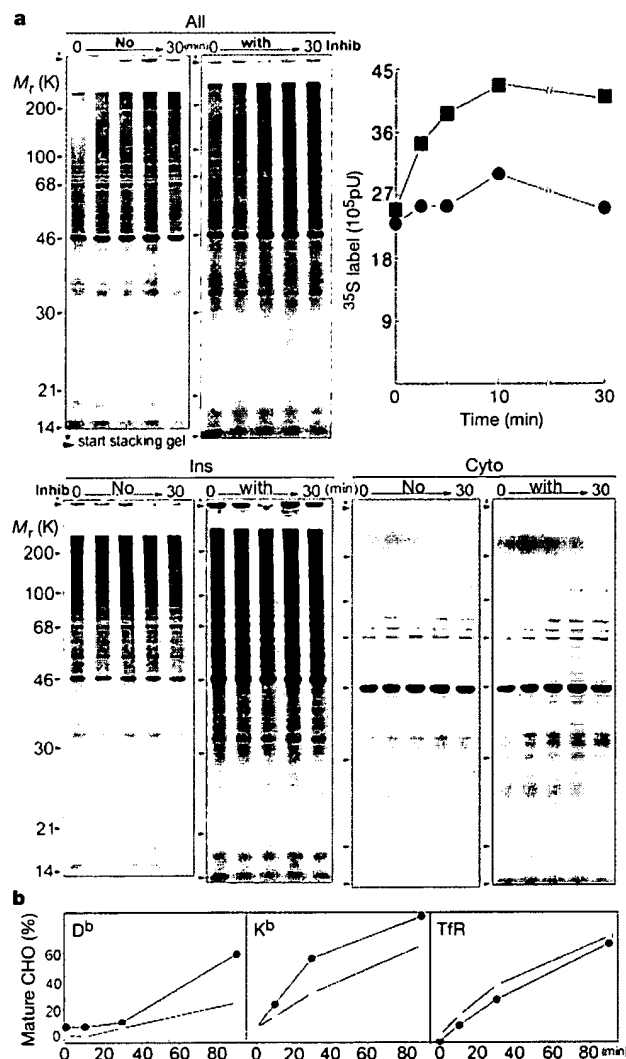 a
All
0 No 30(min) with 0 30 Inhib
Mr (K)
200-
100-
68-
46-
30-
21-
14-
start stacking gel
45
36
27
18
9
35S label (10⁵pU)
0 10 30
Time (min)
Ins Cyto
Inhib 0 No 30 0 with 30 (min) 0 No 30 0 with 30
Mr (K)
200-
100-
68-
46-
30-
21-
14-
b
Mature CHO (%)
Dᵇ Kᵇ TfR
60
40
20
0
0 20 40 60 80 0 20 40 60 80 0 20 40 60 80 (min)